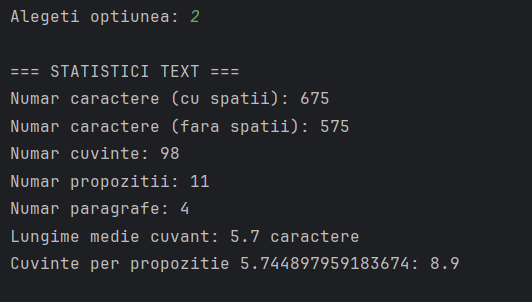 Alegeti optiunea: 2
=== STATISTICI TEXT ===
Numar caractere (cu spatii): 675
Numar caractere (fara spatii): 575
Numar cuvinte: 98
Numar propozitii: 11
Numar paragrafe: 4
Lungime medie cuvant: 5.7 caractere
Cuvinte per propozitie 5.744897959183674: 8.9